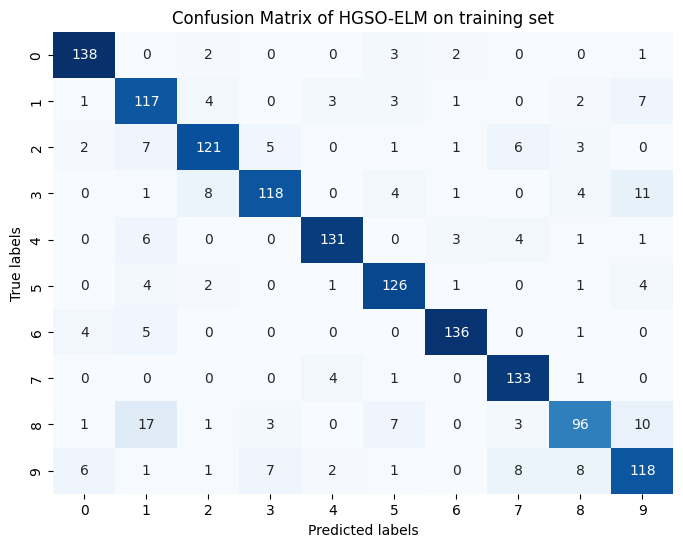 Confusion Matrix of HGSO-ELM on training set
True labels
0 138 0 2 0 0 3 2 0 0 1
1 1 117 4 0 3 3 1 0 2 7
2 2 7 121 5 0 1 1 6 3 0
3 0 1 8 118 0 4 1 0 4 11
4 0 6 0 0 131 0 3 4 1 1
5 0 4 2 0 1 126 1 0 1 4
6 4 5 0 0 0 0 136 0 1 0
7 0 0 0 0 4 1 0 133 1 0
8 1 17 1 3 0 7 0 3 96 10
9 6 1 1 7 2 1 0 8 8 118
0 1 2 3 4 5 6 7 8 9
Predicted labels